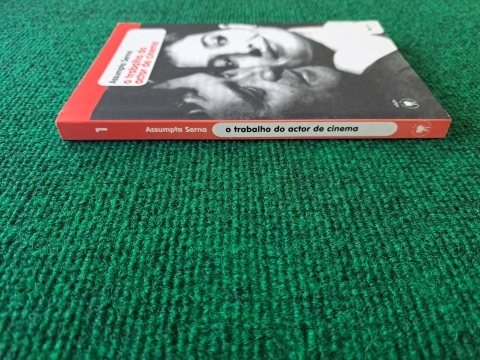 Assumpta Serna
o trabalho do
actor de cinema
1
Assumpta Serna
o trabalho do actor de cinema